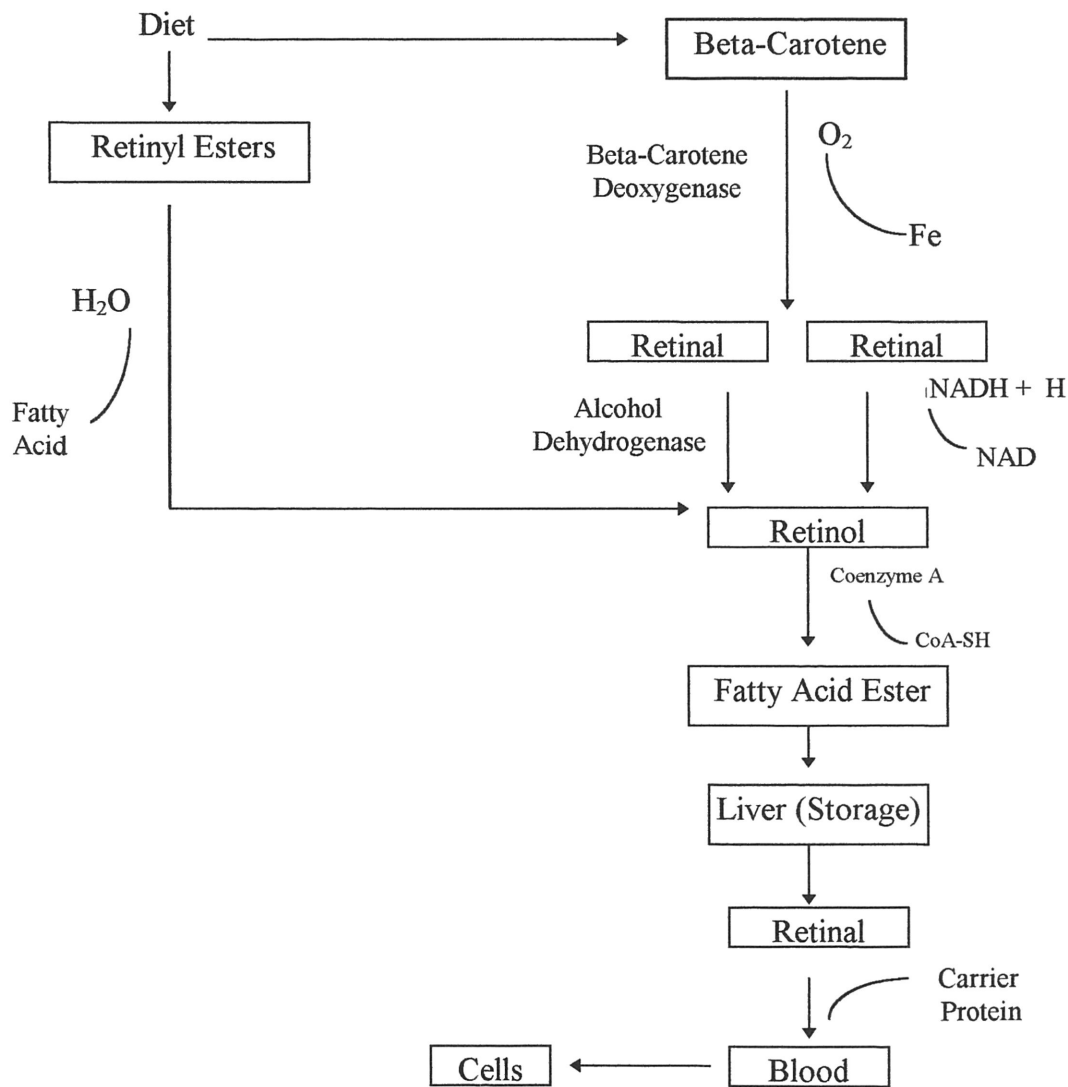 Diet
Beta-Carotene
Retinyl Esters
Beta-Carotene
Deoxygenase
O₂
Fe
H₂O
Fatty
Acid
Retinal
Retinal
Alcohol
Dehydrogenase
NADH + H
NAD
Retinol
Coenzyme A
CoA-SH
Fatty Acid Ester
Liver (Storage)
Retinal
Carrier
Protein
Cells
Blood